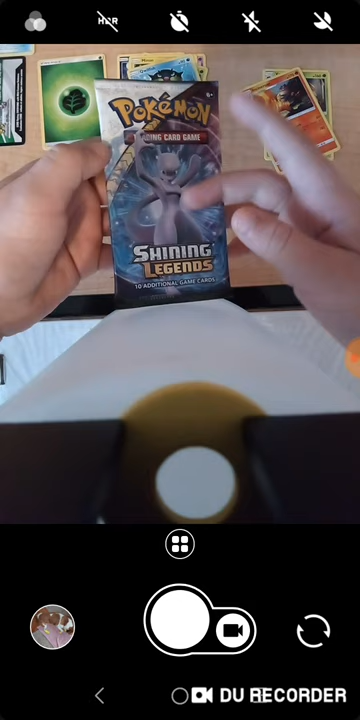 HDR
POKéMON
TRADING CARD GAME
SHINING
LEGENDS
10 ADDITIONAL GAME CARDS
DU RECORDER